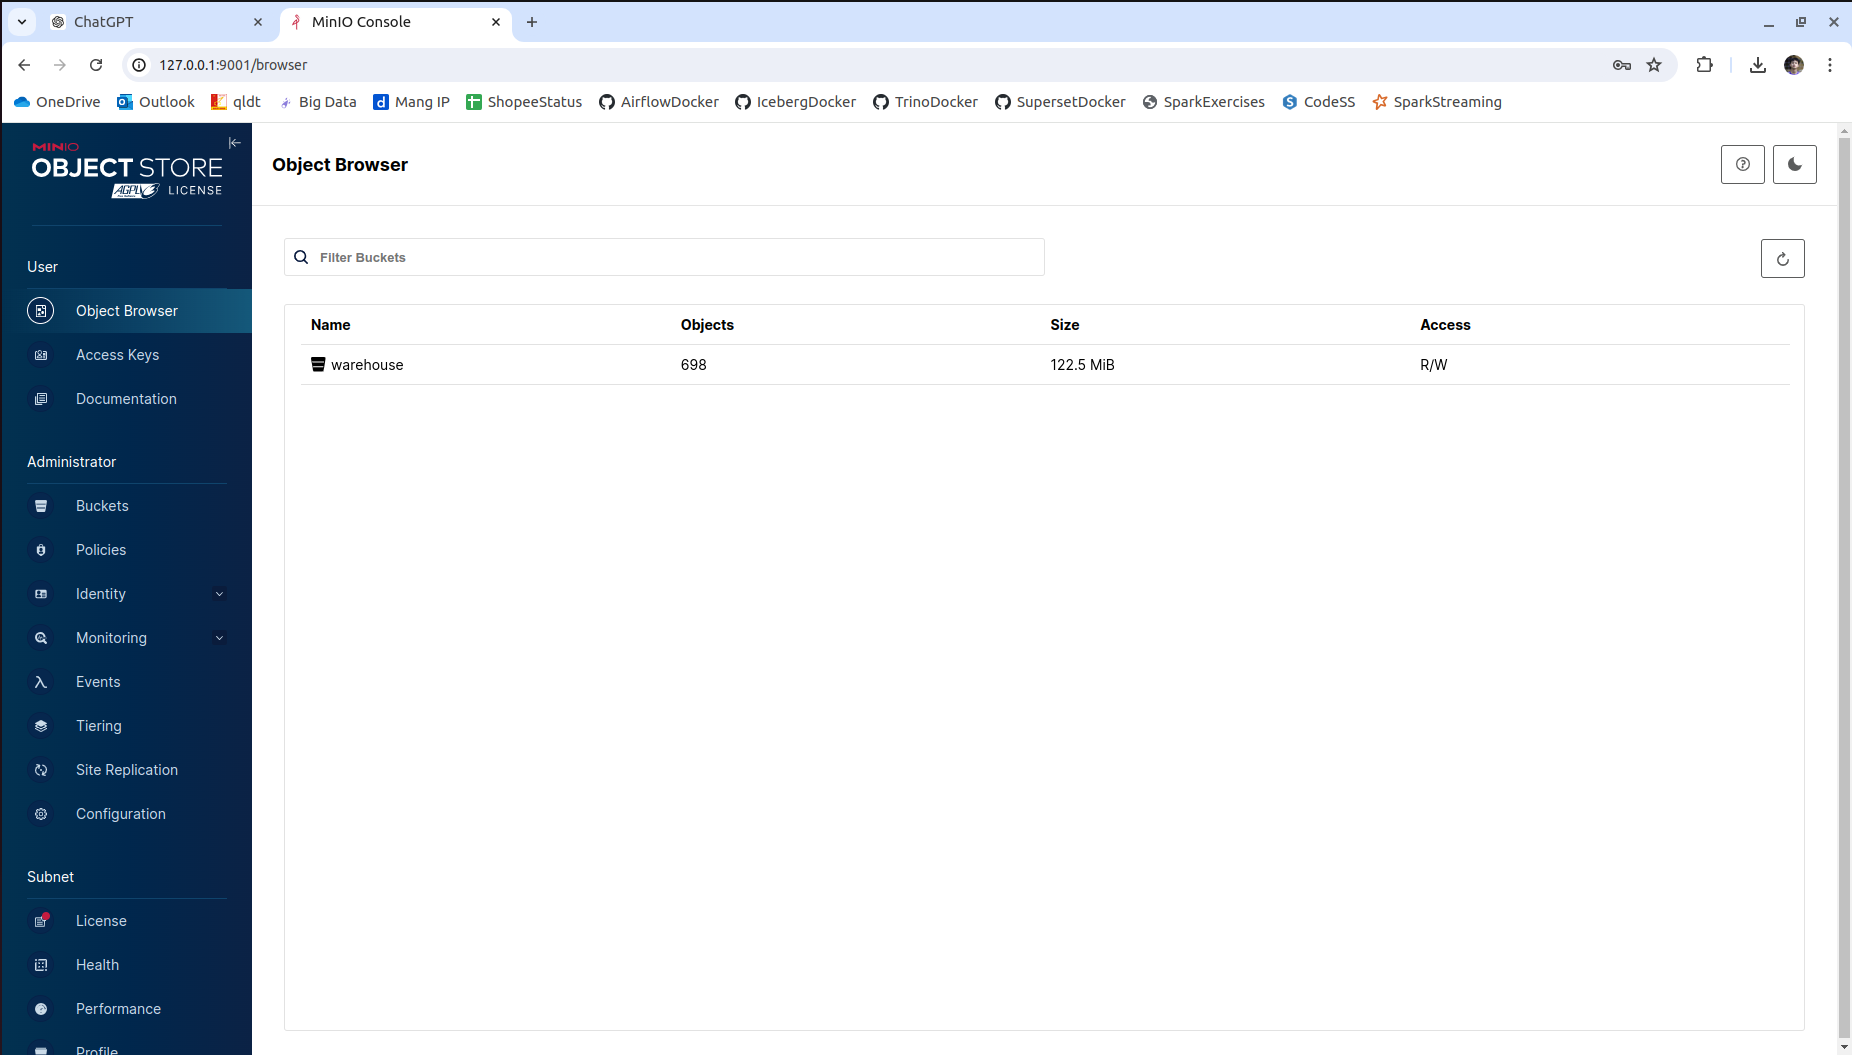 ChatGPT
MinIO Console
127.0.0.1:9001/browser
OneDrive
Outlook
qldt
Big Data
Mang IP
ShopeeStatus
AirflowDocker
IcebergDocker
TrinoDocker
SupersetDocker
SparkExercises
CodeSS
SparkStreaming
MINIO
OBJECT STORE
AGPL LICENSE
Object Browser
User
Object Browser
Access Keys
Documentation
Administrator
Buckets
Policies
Identity
Monitoring
Events
Tiering
Site Replication
Configuration
Subnet
License
Health
Performance
Profile
Filter Buckets
Name Objects Size Access
warehouse 698 122.5 MiB R/W